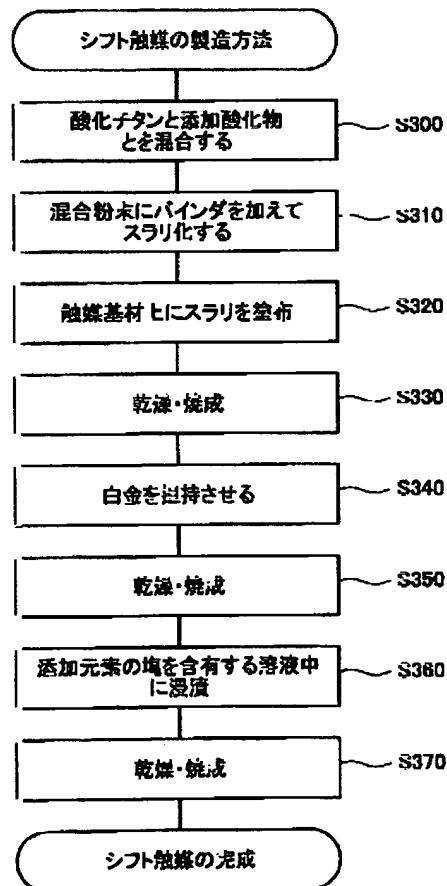 シフト触媒の製造方法
酸化チタンと添加酸化物
とを混合する
S300
混合粉末にバインダを加えて
スラリ化する
S310
触媒基材上にスラリを塗布
S320
乾燥・焼成
S330
白金を担持させる
S340
乾燥・焼成
S350
添加元素の塩を含有する溶液中
に浸漬
S360
乾燥・焼成
S370
シフト触媒の完成